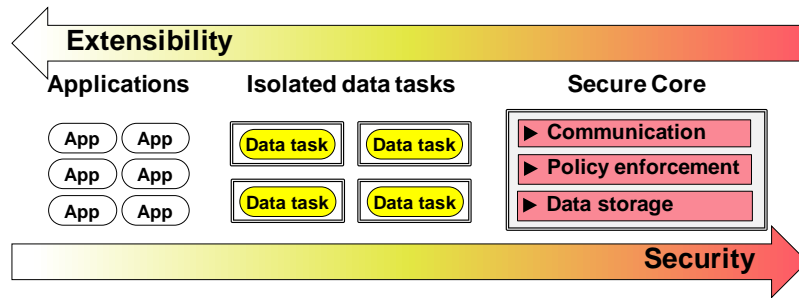 Extensibility
Applications
Isolated data tasks
Secure Core
App App
App App
App App
Data task Data task
Data task Data task
Communication
Policy enforcement
Data storage
Security